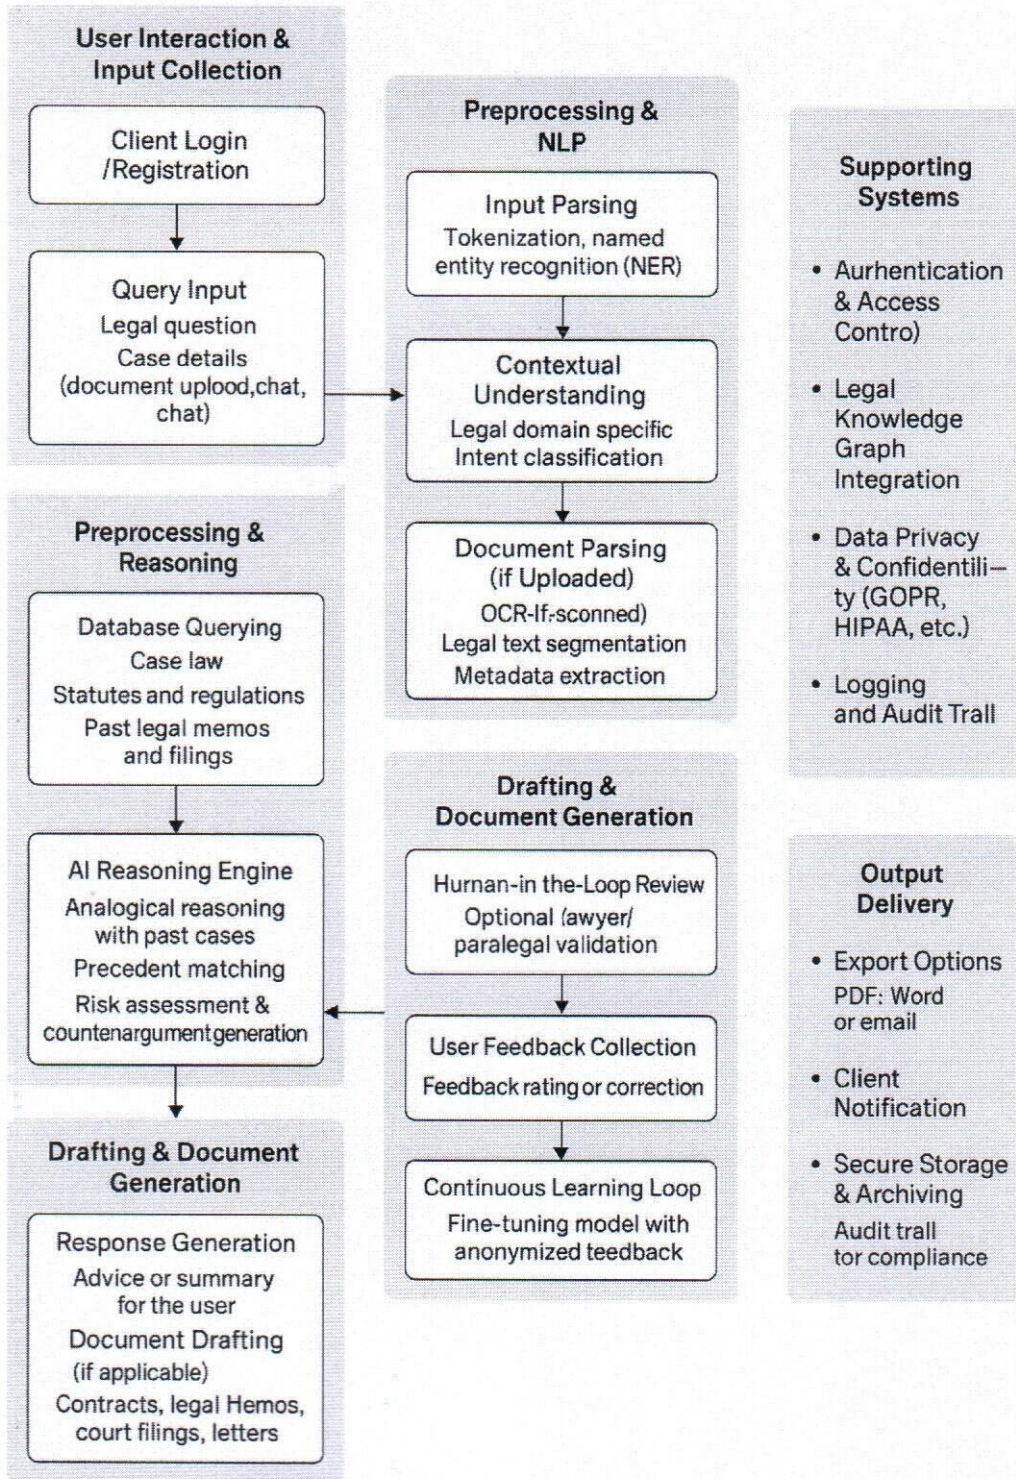 User Interaction &
Input Collection
Client Login
/Registration
Query Input
Legal question
Case details
(document uplood,chat,
chat)
Preprocessing &
NLP
Input Parsing
Tokenization, named
entity recognition (NER)
Contextual
Understanding
Legal domain specific
Intent classification
Document Parsing
(if Uploaded)
OCR-If-sconned)
Legal text segmentation
Metadata extraction
Preprocessing &
Reasoning
Database Querying
Case law
Statutes and regulations
Past legal memos
and filings
AI Reasoning Engine
Analogical reasoning
with past cases
Precedent matching
Risk assessment &
countenargumentgeneration
Drafting & Document
Generation
Response Generation
Advice or summary
for the user
Document Drafting
(if applicable)
Contracts, legal Hemos,
court filings, letters
Drafting &
Document Generation
Hurnan-in the-Loop Review
Optional (awyer/
paralegal validation
User Feedback Collection
Feedback rating or correction
Continuous Learning Loop
Fine-tuning model with
anonymized teedback
Supporting
Systems
• Aurhentication
& Access
Contro)
• Legal
Knowledge
Graph
Integration
• Data Privacy
& Confidentili–
ty (GOPR,
HIPAA, etc.)
• Logging
and Audit Trall
Output
Delivery
• Export Options
PDF: Word
or email
• Client
Notification
• Secure Storage
& Archiving
Audit trall
tor compliance